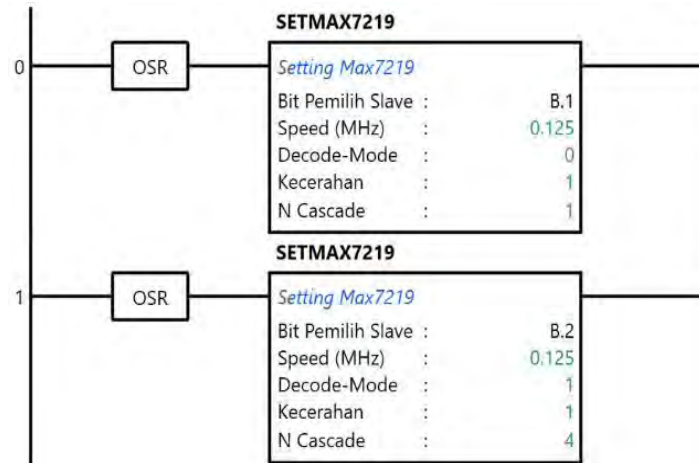 SETMAX7219
0 OSR Setting Max7219
Bit Pemilih Slave : B.1
Speed (MHz) : 0.125
Decode-Mode : 0
Kecerahan : 1
N Cascade : 1
SETMAX7219
1 OSR Setting Max7219
Bit Pemilih Slave : B.2
Speed (MHz) : 0.125
Decode-Mode : 1
Kecerahan : 1
N Cascade : 4